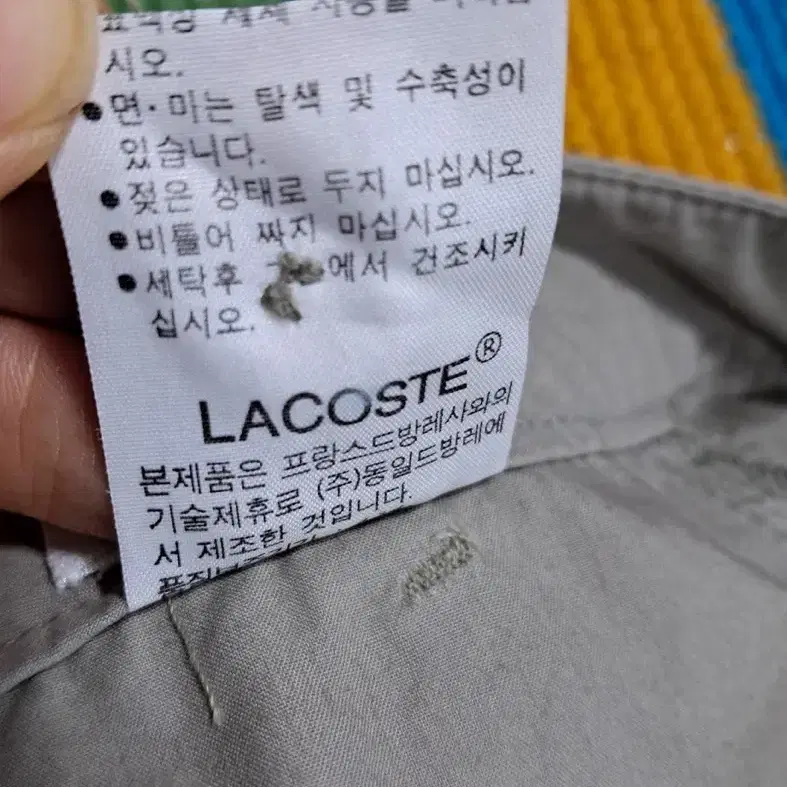 시오.
•면·마는 탈색 및 수축성이
있습니다.
•젖은 상태로 두지 마십시오.
•비틀어 짜지 마십시오.
•세탁후 에서 건조시키
십시오.
LACOSTE®
본제품은 프랑스드방레사와의
기술제휴로 (주)동일드방레에
서 제조한 것입니다.